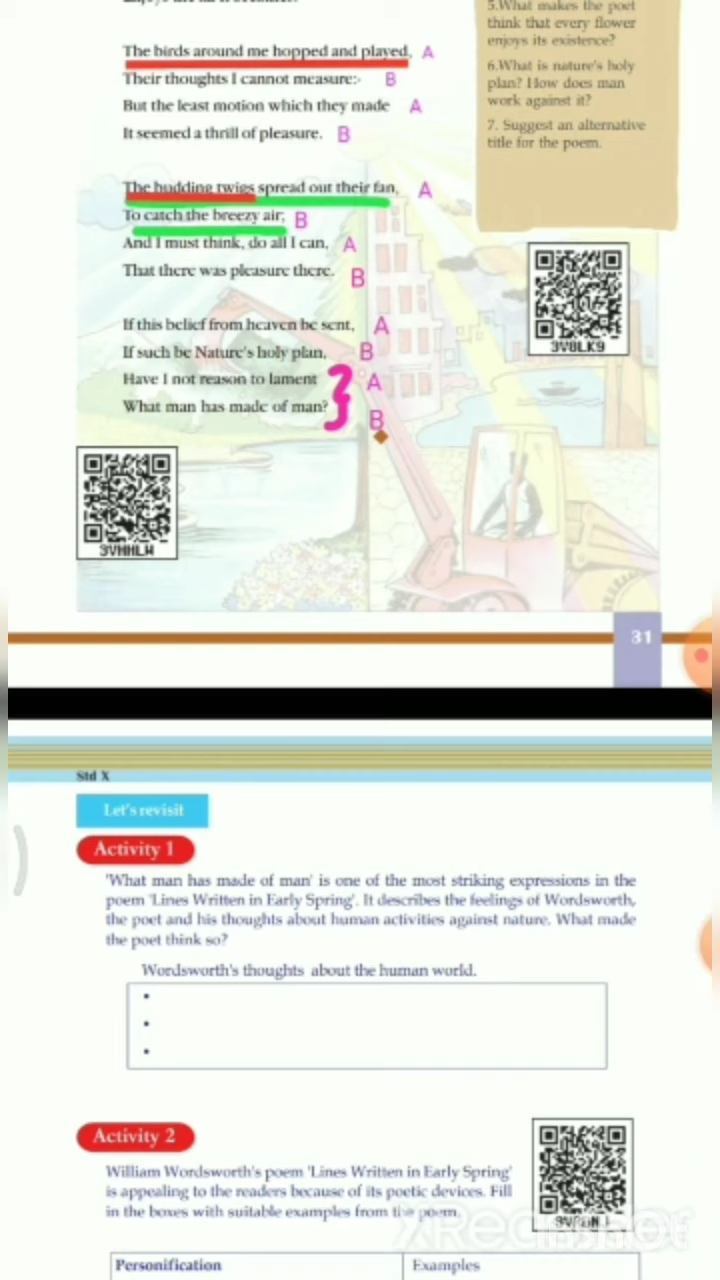 5.What makes the poet
think that every flower
enjoys its existence?
6.What is nature's holy
plan? How does man
work against it?
7. Suggest an alternative
title for the poem.
The birds around me hopped and played, A
Their thoughts I cannot measure:- B
But the least motion which they made A
It seemed a thrill of pleasure. B
The budding twigs spread out their fan, A
To catch the breezy air; B
And I must think, do all I can, A
That there was pleasure there. B
If this belief from heaven be sent, A
If such be Nature's holy plan, B
Have I not reason to lament A
What man has made of man? B
3V8LK9
3VHHLW
31
Std X
Let's revisit
Activity 1
'What man has made of man' is one of the most striking expressions in the
poem 'Lines Written in Early Spring'. It describes the feelings of Wordsworth,
the poet and his thoughts about human activities against nature. What made
the poet think so?
Wordsworth's thoughts about the human world.
Activity 2
William Wordsworth's poem 'Lines Written in Early Spring'
is appealing to the readers because of its poetic devices. Fill
in the boxes with suitable examples from the poem.
Personification Examples